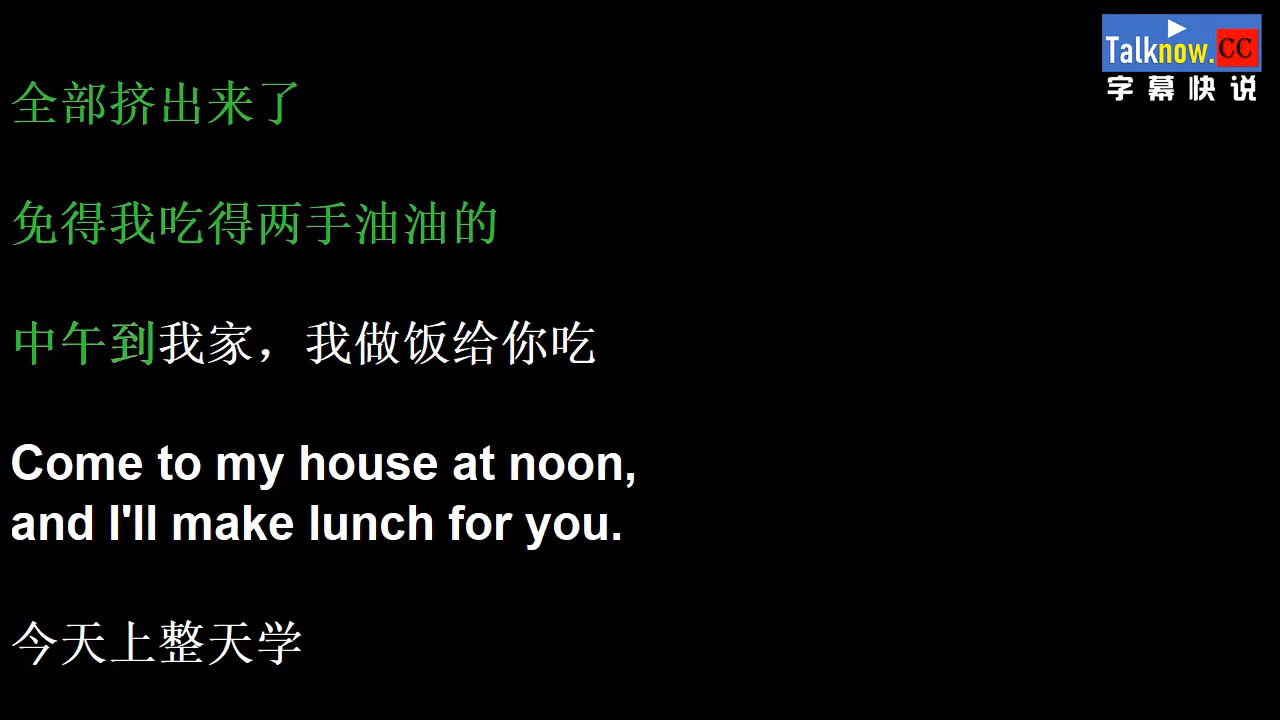 Talknow.CC
字幕快说
全部挤出来了
免得我吃得两手油油的
中午到我家，我做饭给你吃
Come to my house at noon,
and I'll make lunch for you.
今天上整天学